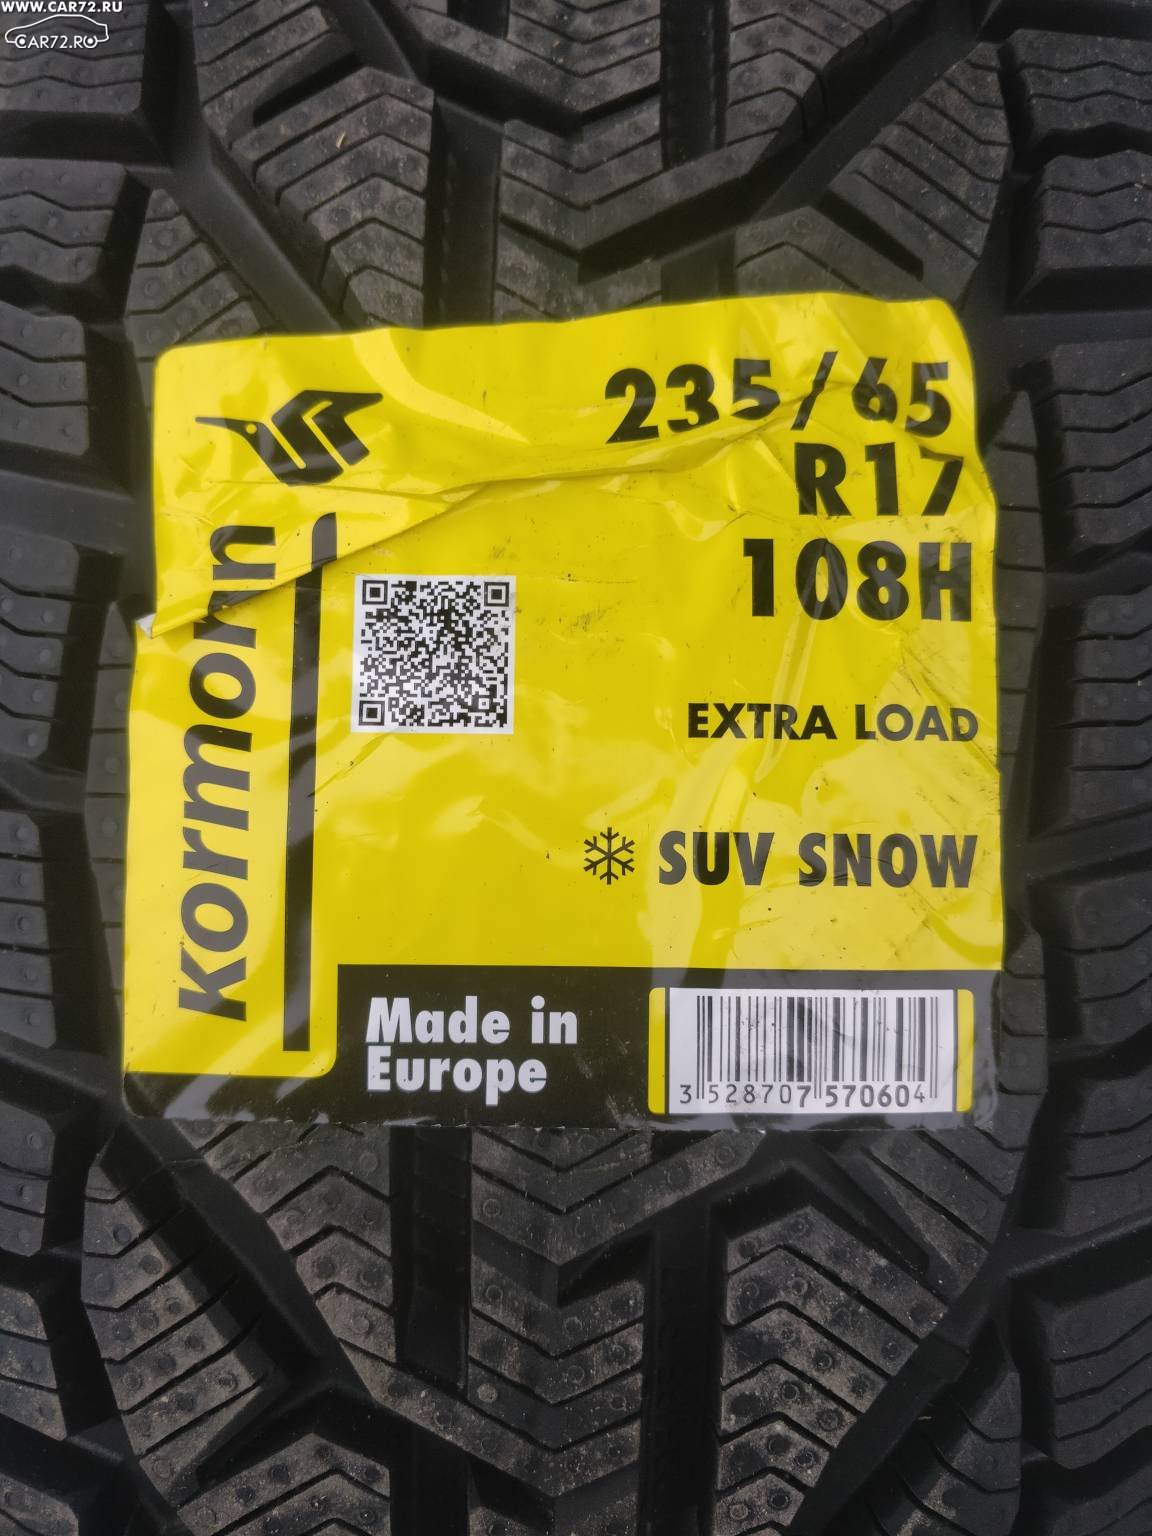 WWW.CAR72.RU
CAR72.RU
235/65
R17
108H
kormoran
EXTRA LOAD
SUV SNOW
Made in
Europe
3 528707 570604